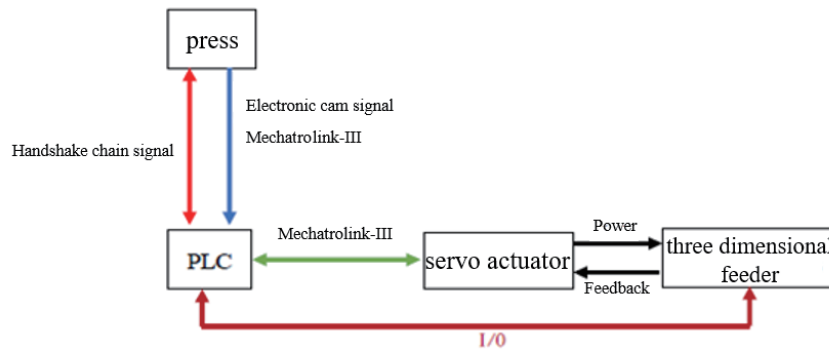 press
Electronic cam signal
Mechatrolink-III
Handshake chain signal
PLC
Mechatrolink-III
servo actuator
Power
Feedback
three dimensional
feeder
I/0